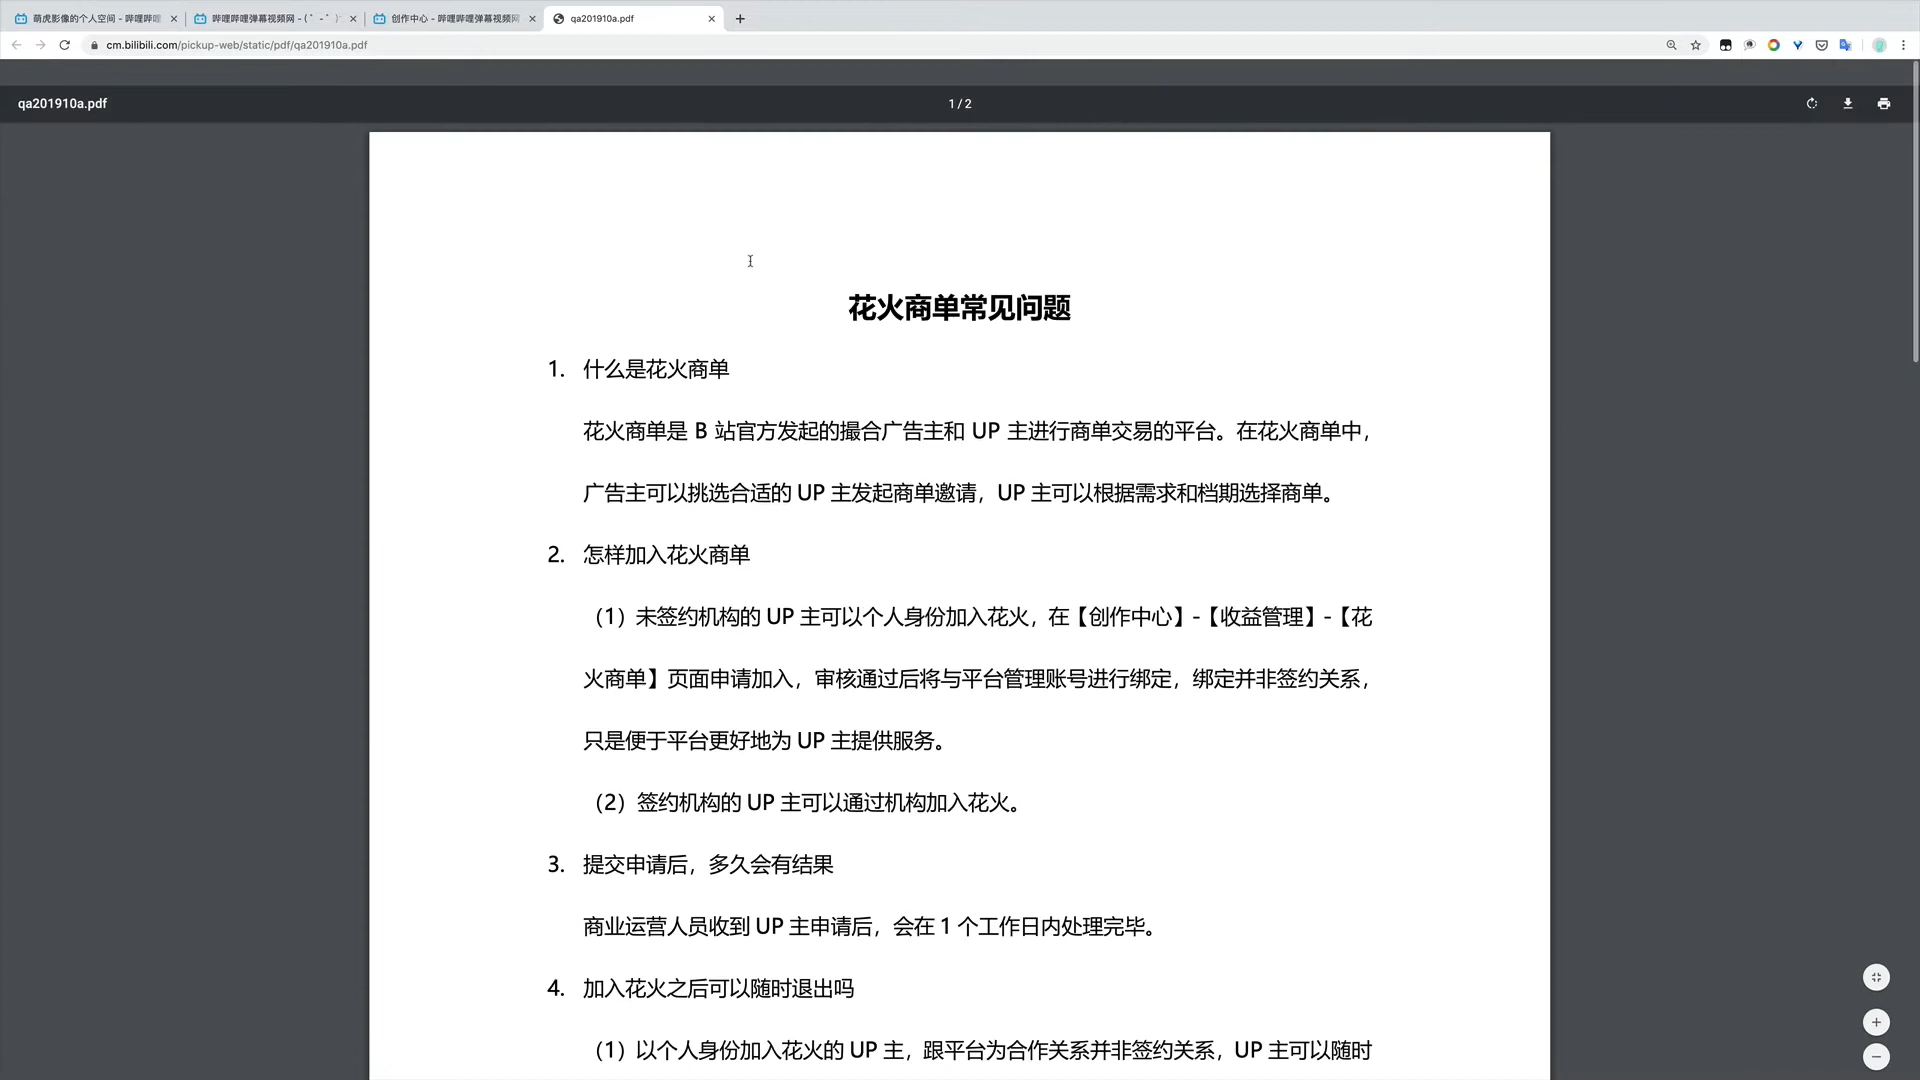 萌虎影像的个人空间 - 哔哩哔哩
哔哩哔哩弹幕视频网 - ( ゜- ゜)
创作中心 - 哔哩哔哩弹幕视频网
qa201910a.pdf
cm.bilibili.com/pickup-web/static/pdf/qa201910a.pdf
qa201910a.pdf
1 / 2
花火商单常见问题
1. 什么是花火商单
花火商单是 B 站官方发起的撮合广告主和 UP 主进行商单交易的平台。在花火商单中，
广告主可以挑选合适的 UP 主发起商单邀请，UP 主可以根据需求和档期选择商单。
2. 怎样加入花火商单
（1）未签约机构的 UP 主可以个人身份加入花火，在【创作中心】-【收益管理】-【花
火商单】页面申请加入，审核通过后将与平台管理账号进行绑定，绑定并非签约关系，
只是便于平台更好地为 UP 主提供服务。
（2）签约机构的 UP 主可以通过机构加入花火。
3. 提交申请后，多久会有结果
商业运营人员收到 UP 主申请后，会在 1 个工作日内处理完毕。
4. 加入花火之后可以随时退出吗
（1）以个人身份加入花火的 UP 主，跟平台为合作关系并非签约关系，UP 主可以随时